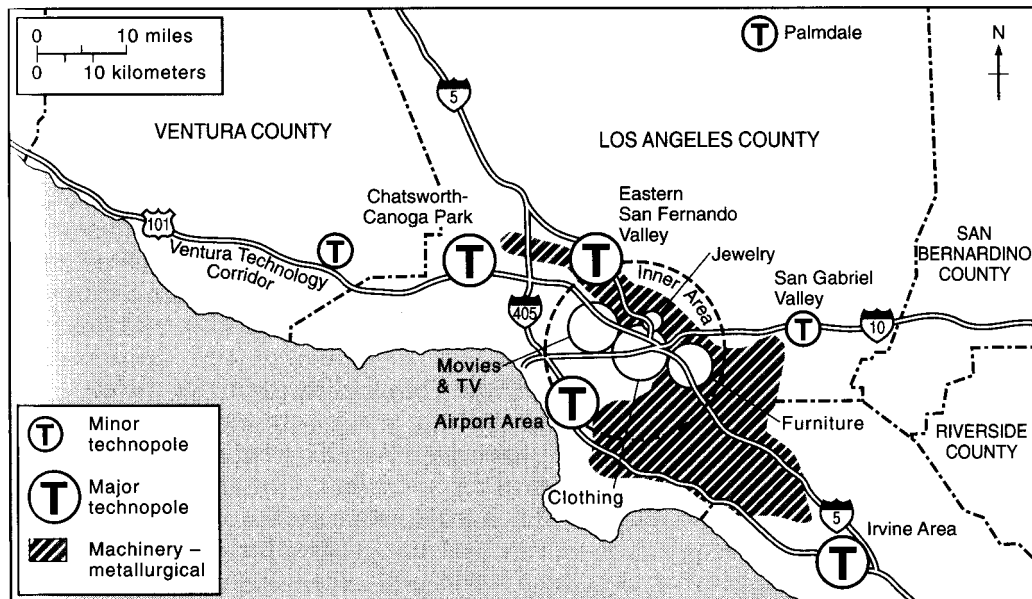 0 10 miles
0 10 kilometers
T Palmdale
N
5
VENTURA COUNTY
LOS ANGELES COUNTY
Chatsworth-
Canoga Park
Eastern
San Fernando
Valley
SAN
BERNARDINO
COUNTY
101
T
Ventura Technology
Corridor
T
T
Jewelry
Inner Area
San Gabriel
Valley
405
T
10
Movies
& TV
Airport Area
T
Furniture
RIVERSIDE
COUNTY
Clothing
5
Irvine Area
T
T Minor
technopole
T Major
technopole
Machinery –
metallurgical